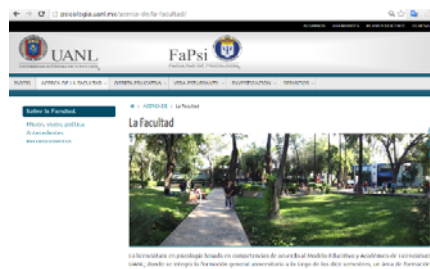 psicologia.uanl.mx/acerca-de/la-facultad/
UANL
FaPsi
INICIO ACERCA DE LA FACULTAD OFERTA EDUCATIVA VIDA ESTUDIANTIL INVESTIGACIÓN SERVICIOS
Sobre la Facultad
Misión, visión, política
Antecedentes
Reconocimientos
La Facultad
La Facultad
La licenciatura en psicología basada en competencias de acuerdo al Modelo Educativo y Académico de Licenciatura
UANL, donde se integra la formación general universitaria a lo largo de los diez semestres, un área de formación